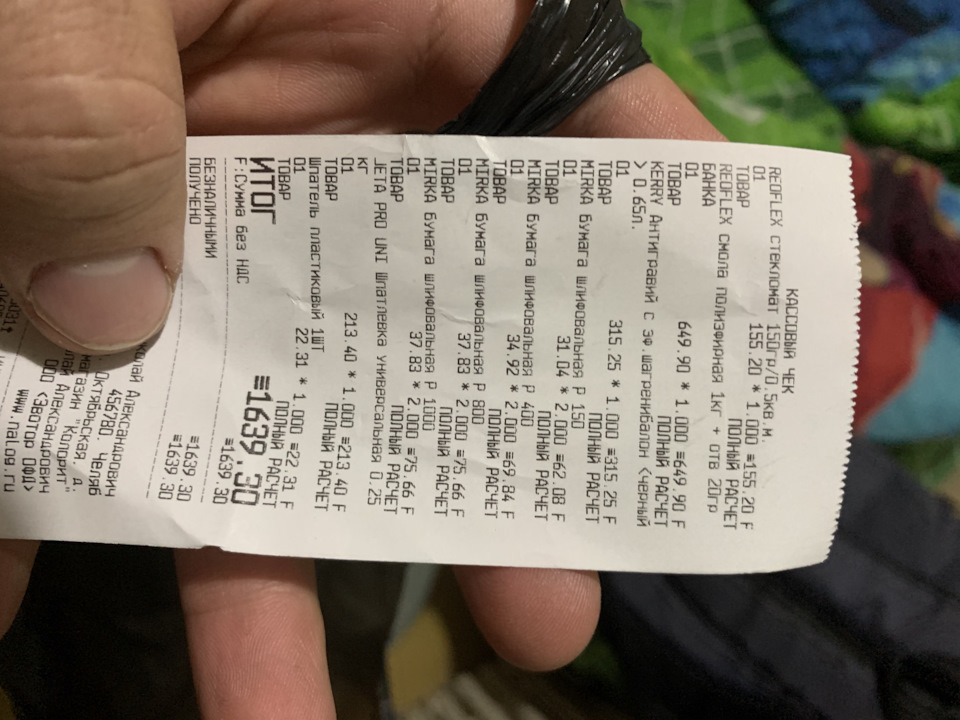 КАССОВЫЙ ЧЕК
REOFLEX стекломат 150гр/0.5кв.м.
01 155.20 * 1.000 ≡155.20 F
ТОВАР ПОЛНЫЙ РАСЧЕТ
REOFLEX смола полиэфирная 1кг + отв 20гр
БАНКА
01 649.90 * 1.000 ≡649.90 F
ТОВАР ПОЛНЫЙ РАСЧЕТ
KERRY Антигравий с эф.шагренибалон (черный
) 0.65л.
01 315.25 * 1.000 ≡315.25 F
ТОВАР ПОЛНЫЙ РАСЧЕТ
MIRKA Бумага шлифовальная P 150
01 31.04 * 2.000 ≡62.08 F
ТОВАР ПОЛНЫЙ РАСЧЕТ
MIRKA Бумага шлифовальная P 400
01 34.92 * 2.000 ≡69.84 F
ТОВАР ПОЛНЫЙ РАСЧЕТ
MIRKA Бумага шлифовальная P 800
01 37.83 * 2.000 ≡75.66 F
ТОВАР ПОЛНЫЙ РАСЧЕТ
MIRKA Бумага шлифовальная P 1000
01 37.83 * 2.000 ≡75.66 F
ТОВАР ПОЛНЫЙ РАСЧЕТ
JETA PRO UNI Шпатлевка универсальная 0.25
кг
01 213.40 * 1.000 ≡213.40 F
ТОВАР ПОЛНЫЙ РАСЧЕТ
Шпатель пластиковый 1ШТ
01 22.31 * 1.000 ≡22.31 F
ТОВАР ПОЛНЫЙ РАСЧЕТ
ИТОГ ≡1639.30
F:Сумма без НДС ≡1639.30
БЕЗНАЛИЧНЫМИ ≡1639.30
ПОЛУЧЕНО ≡1639.30
колай Александрович
456780. Челяб
Октябрьская д.
магазин "Колорит"
лай Александрович
ООО <Эвотор ОФД>
www.nalog.ru